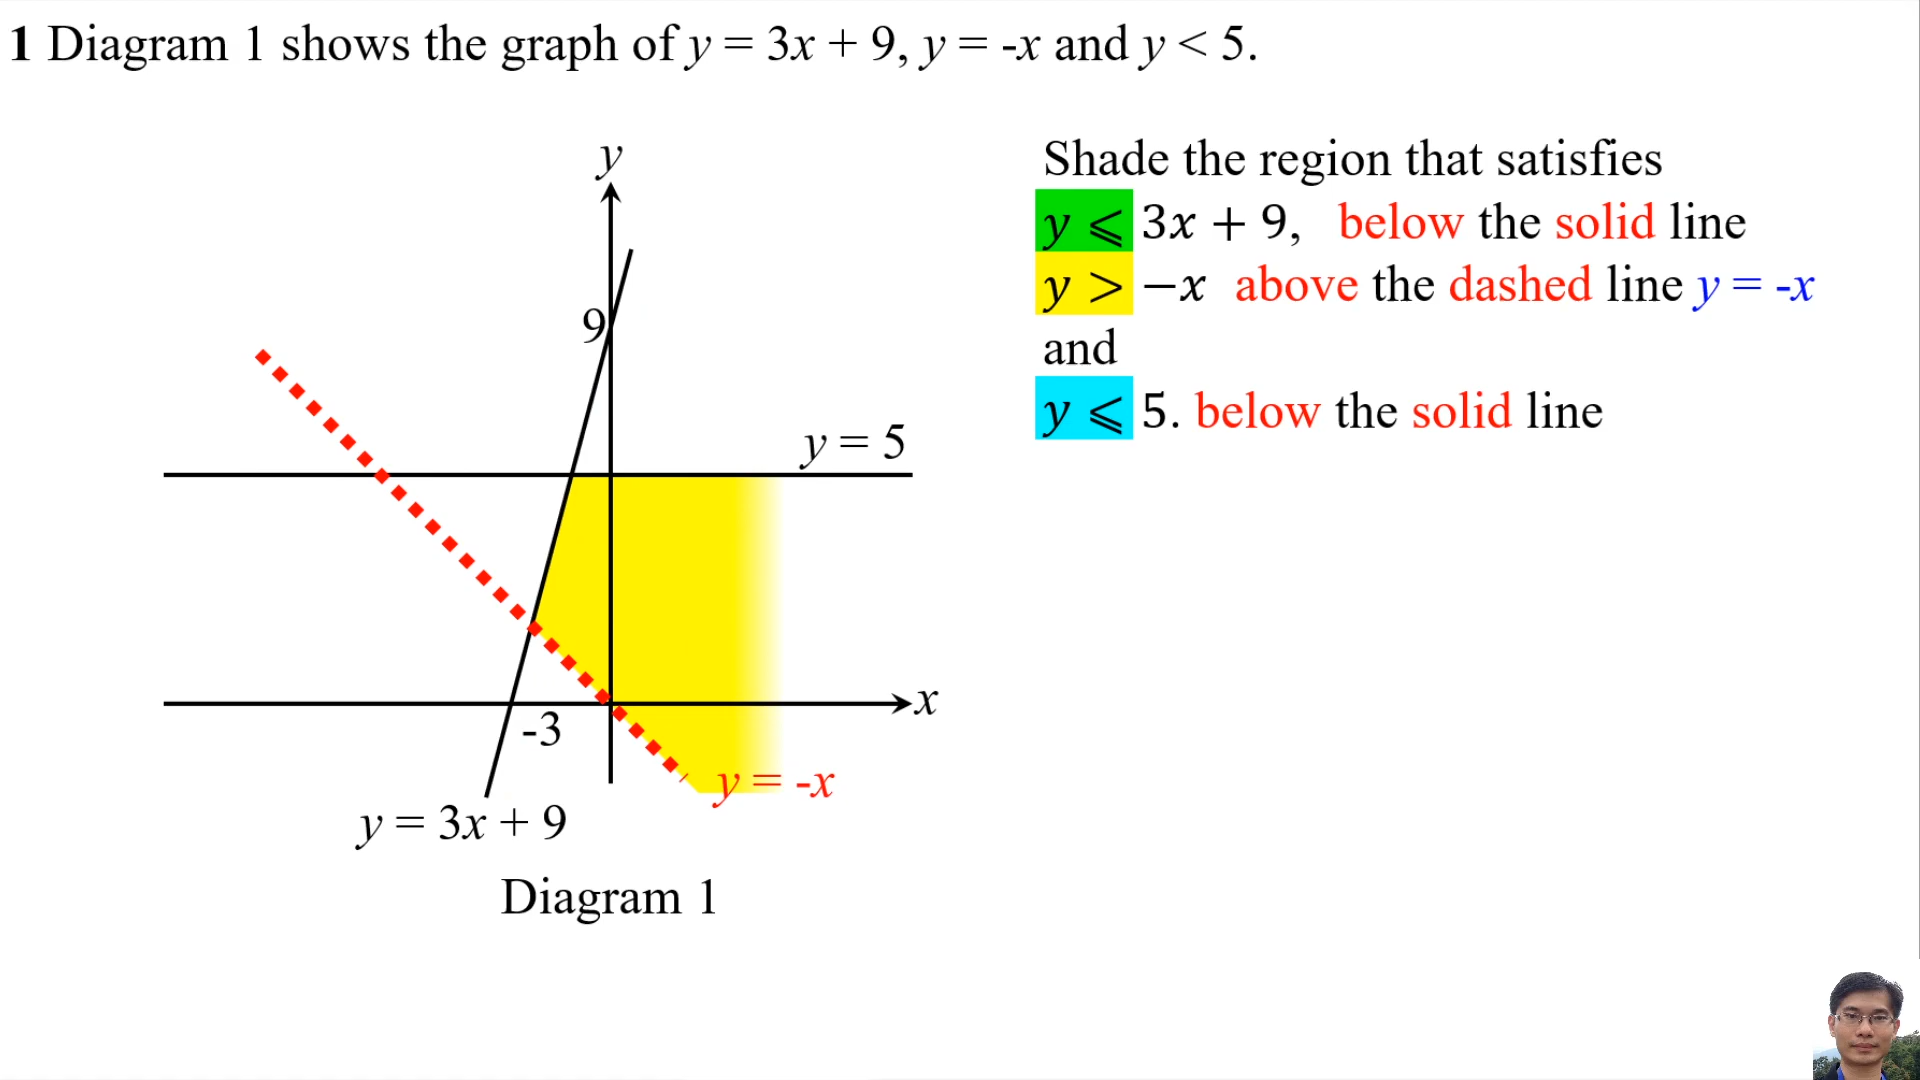 1 Diagram 1 shows the graph of y = 3x + 9, y = -x and y < 5.
Shade the region that satisfies
y ⩽ 3x + 9, below the solid line
y > −x above the dashed line y = -x
and
y ⩽ 5. below the solid line
y
9
y = 5
x
-3
y = -x
y = 3x + 9
Diagram 1